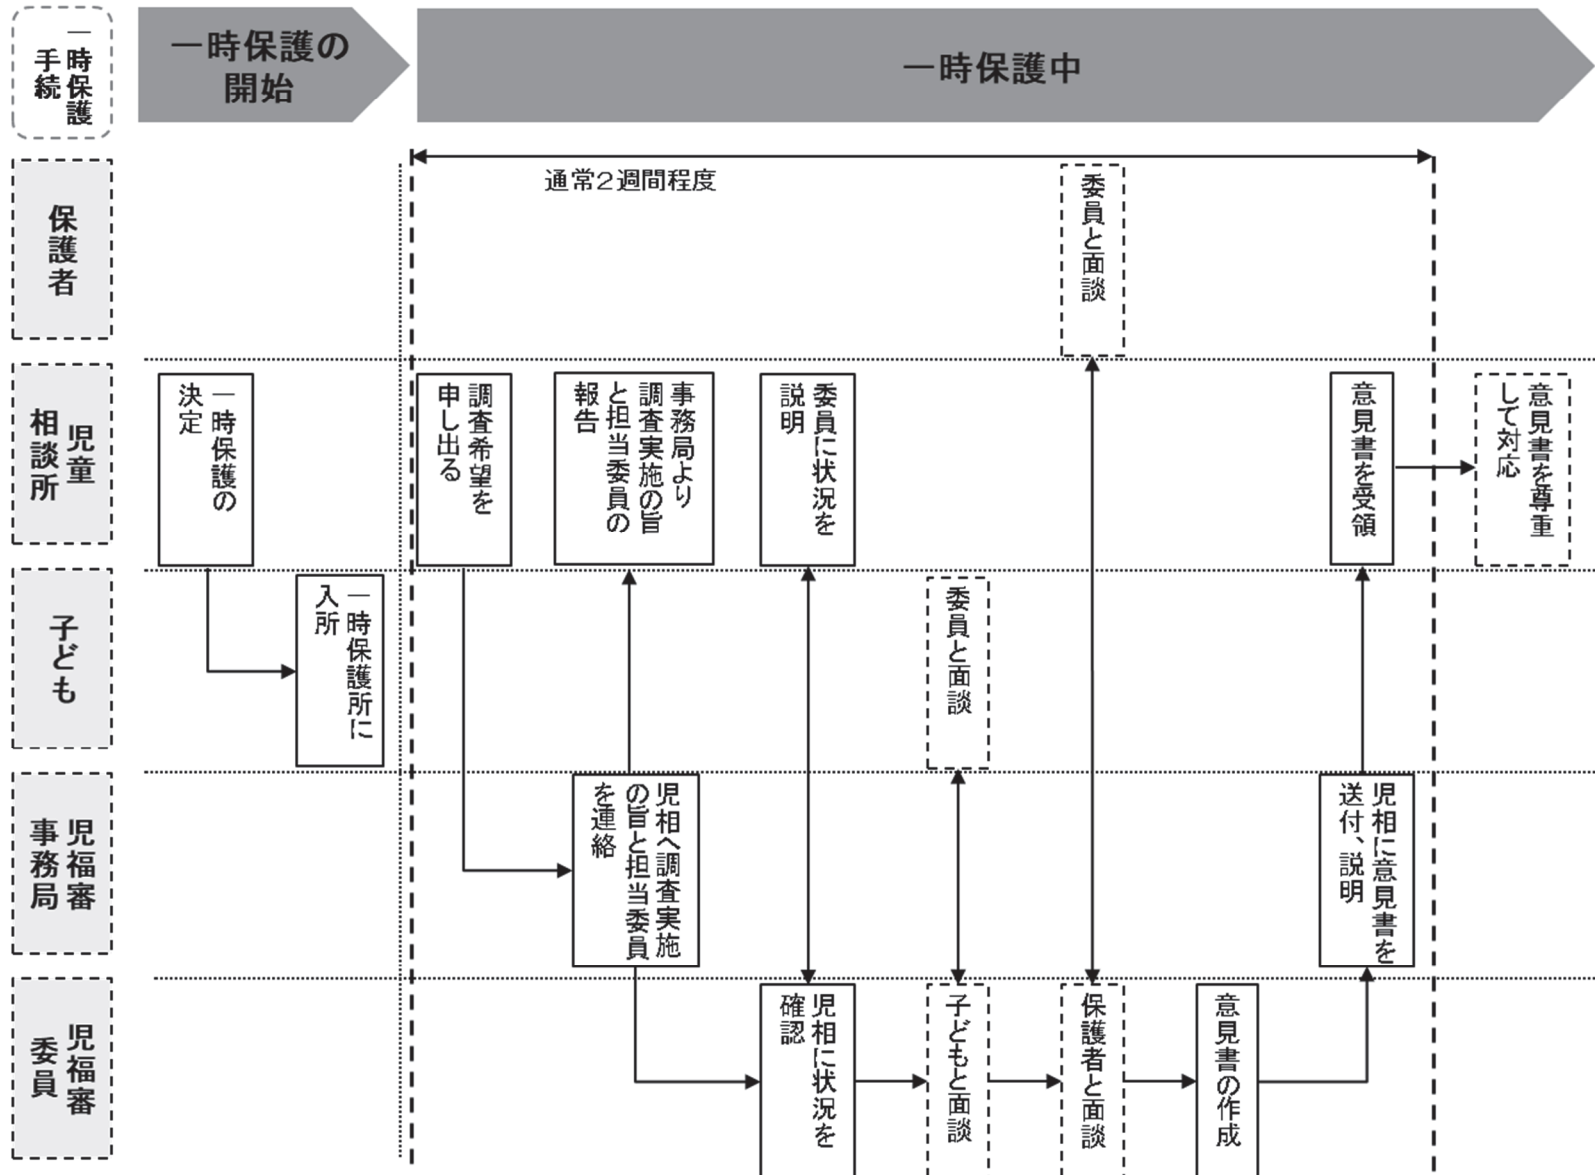 一時保護
手続
一時保護の
開始
一時保護中
通常2週間程度
保護者
委員と面談
児童
相談所
一時保護の
決定
調査希望を
申し出る
事務局より
調査実施の旨
と担当委員の
報告
委員に状況を
説明
意見書を受領
意見書を尊重
して対応
子ども
一時保護所に
入所
委員と面談
児福審
事務局
児相へ調査実施
の旨と担当委員
を連絡
児相に意見書を
送付、説明
児福審
委員
児相に状況を
確認
子どもと面談
保護者と面談
意見書の作成